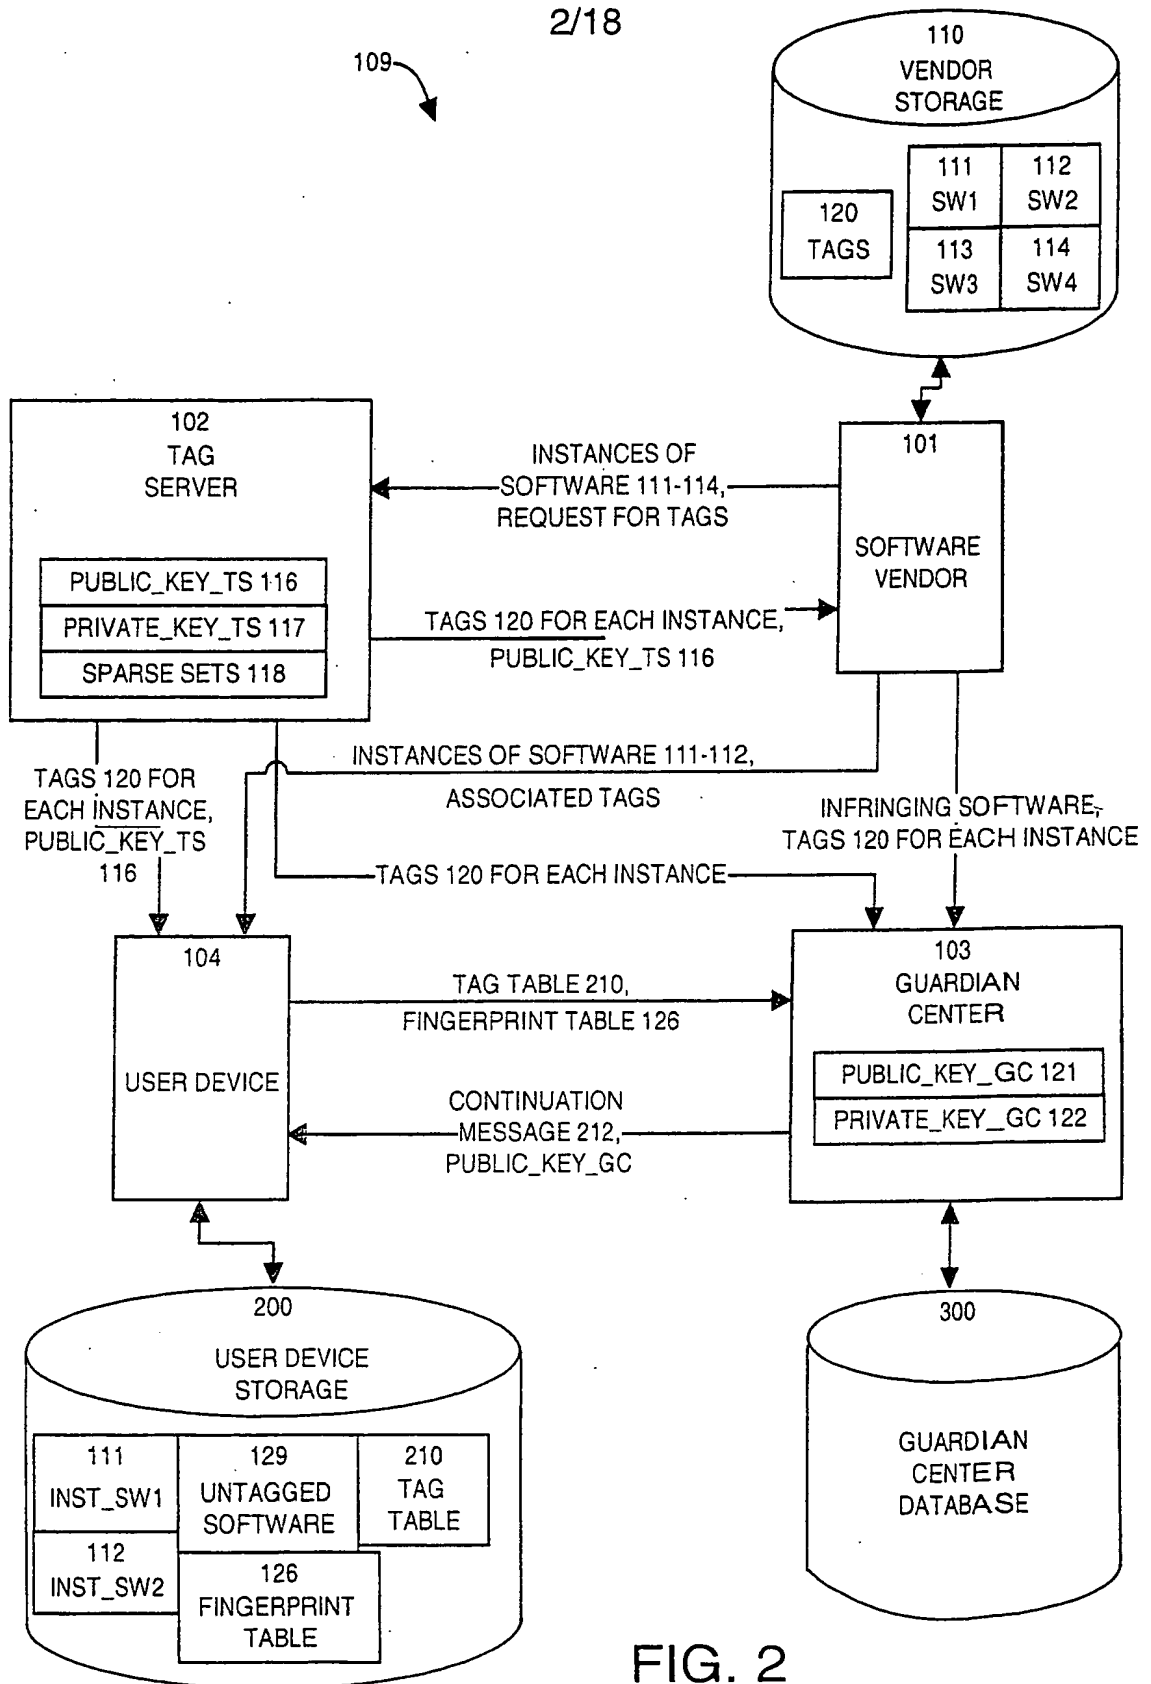 2/18
109
110
VENDOR
STORAGE
111
SW1
112
SW2
120
TAGS
113
SW3
114
SW4
102
TAG
SERVER
PUBLIC_KEY_TS 116
PRIVATE_KEY_TS 117
SPARSE SETS 118
INSTANCES OF
SOFTWARE 111-114,
REQUEST FOR TAGS
101
SOFTWARE
VENDOR
TAGS 120 FOR EACH INSTANCE,
PUBLIC_KEY_TS 116
INSTANCES OF SOFTWARE 111-112,
ASSOCIATED TAGS
TAGS 120 FOR
EACH INSTANCE,
PUBLIC_KEY_TS
116
INFRINGING SOFTWARE,
TAGS 120 FOR EACH INSTANCE
TAGS 120 FOR EACH INSTANCE
104
USER DEVICE
TAG TABLE 210,
FINGERPRINT TABLE 126
CONTINUATION
MESSAGE 212,
PUBLIC_KEY_GC
103
GUARDIAN
CENTER
PUBLIC_KEY_GC 121
PRIVATE_KEY_GC 122
200
USER DEVICE
STORAGE
111
INST_SW1
129
UNTAGGED
SOFTWARE
210
TAG
TABLE
112
INST_SW2
126
FINGERPRINT
TABLE
300
GUARDIAN
CENTER
DATABASE
FIG. 2